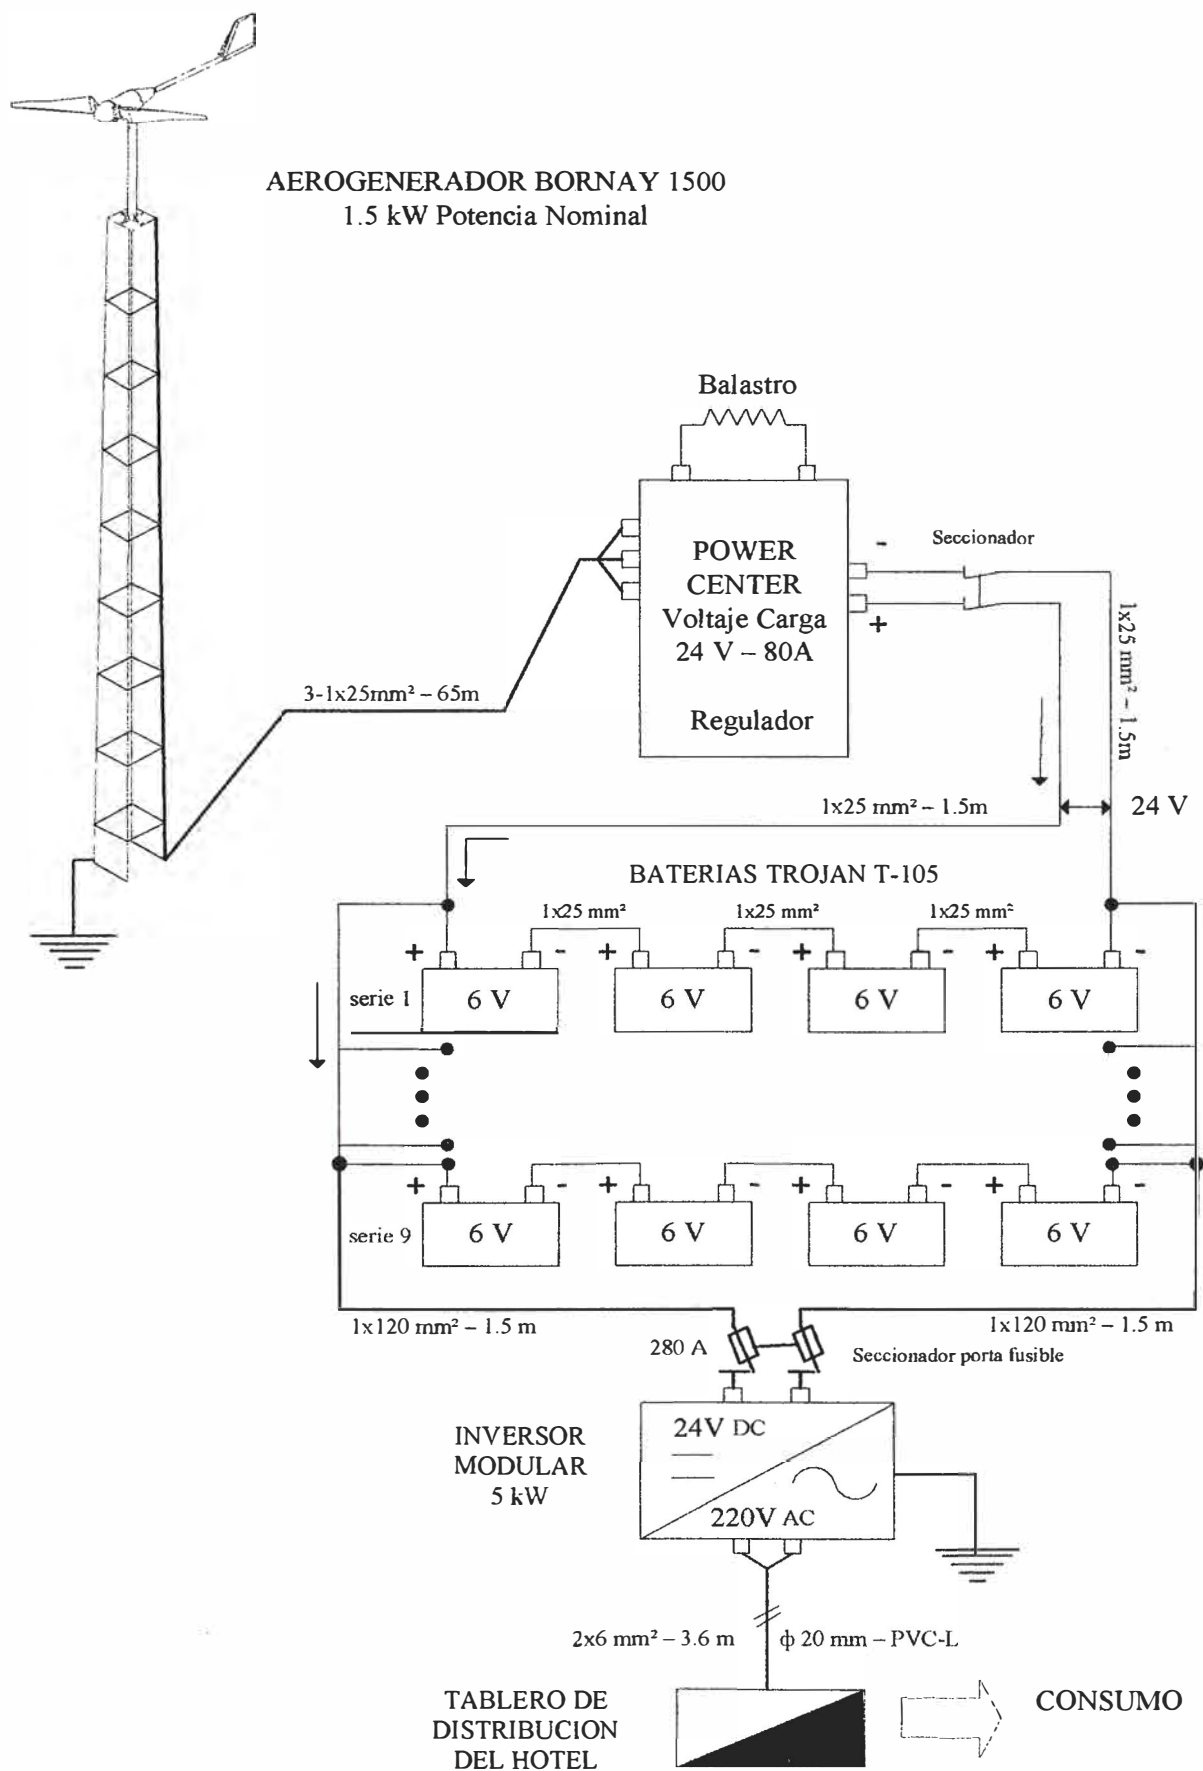 AEROGENERADOR BORNAY 1500
1.5 kW Potencia Nominal
Balastro
POWER
CENTER
Voltaje Carga
24 V – 80A
Regulador
-
+
Seccionador
3-1x25mm² – 65m
1x25 mm² – 1.5m
1x25 mm² – 1.5m
24 V
BATERIAS TROJAN T-105
1x25 mm²
1x25 mm²
1x25 mm²
+ - + - + - + -
serie 1
6 V
6 V
6 V
6 V
+ - + - + - + -
serie 9
6 V
6 V
6 V
6 V
1x120 mm² – 1.5 m
1x120 mm² – 1.5 m
280 A
Seccionador porta fusible
INVERSOR
MODULAR
5 kW
24V DC
220V AC
2x6 mm² – 3.6 m
ф 20 mm – PVC-L
TABLERO DE
DISTRIBUCION
DEL HOTEL
CONSUMO